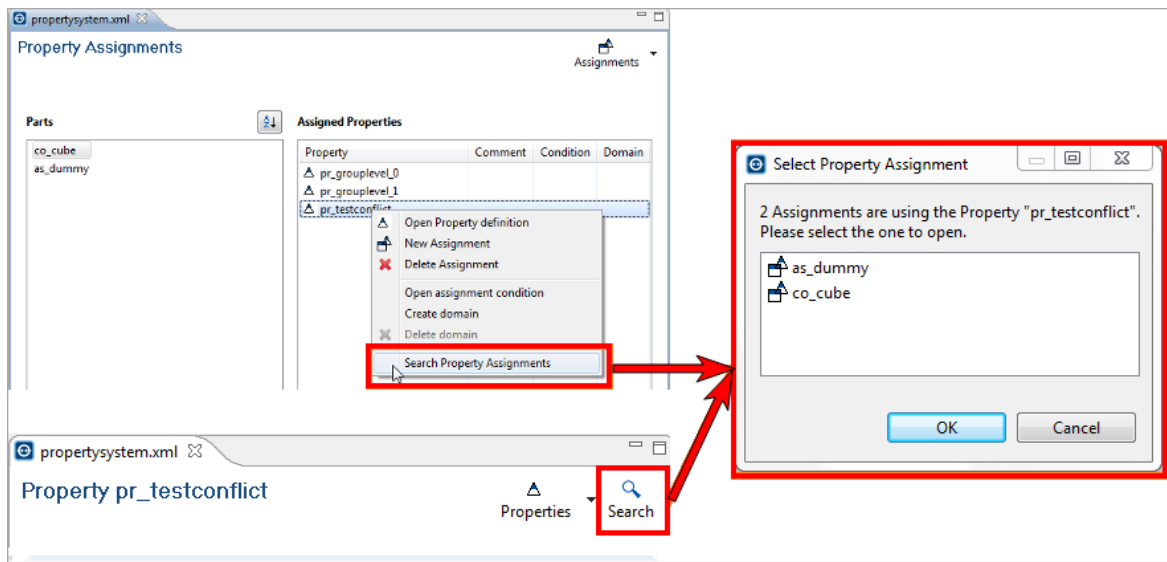 propertysystem.xml
Property Assignments
Assignments
Parts
Assigned Properties
co_cube
as_dummy
Property Comment Condition Domain
pr_grouplevel_0
pr_grouplevel_1
pr_testconflict
Open Property definition
New Assignment
Delete Assignment
Open assignment condition
Create domain
Delete domain
Search Property Assignments
Select Property Assignment
2 Assignments are using the Property "pr_testconflict".
Please select the one to open.
as_dummy
co_cube
OK Cancel
propertysystem.xml
Property pr_testconflict
Properties
Search